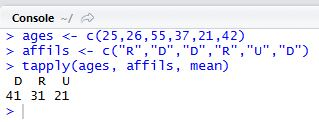 Console ~/
> ages <- c(25,26,55,37,21,42)
> affils <- c("R","D","D","R","U","D")
> tapply(ages, affils, mean)
 D  R  U
41 31 21
>